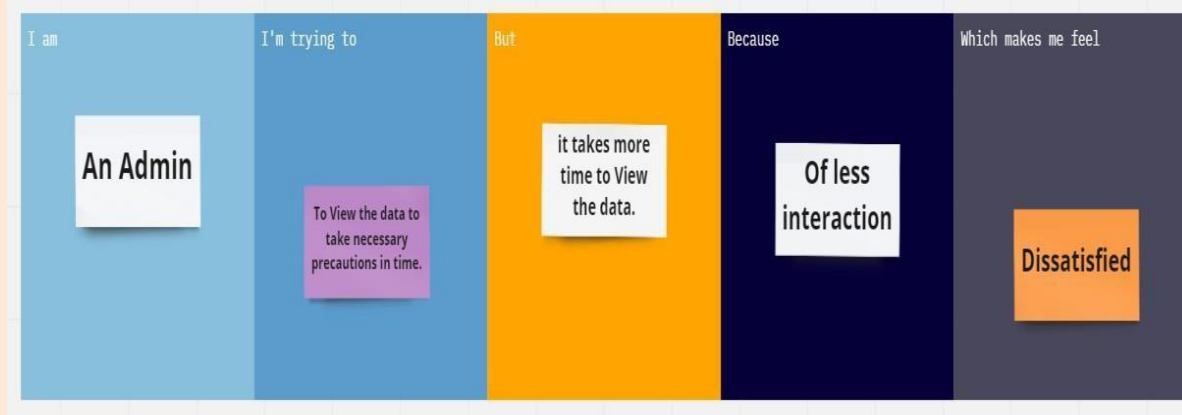 I am
An Admin
I'm trying to
To View the data to
take necessary
precautions in time.
But
it takes more
time to View
the data.
Because
Of less
interaction
Which makes me feel
Dissatisfied